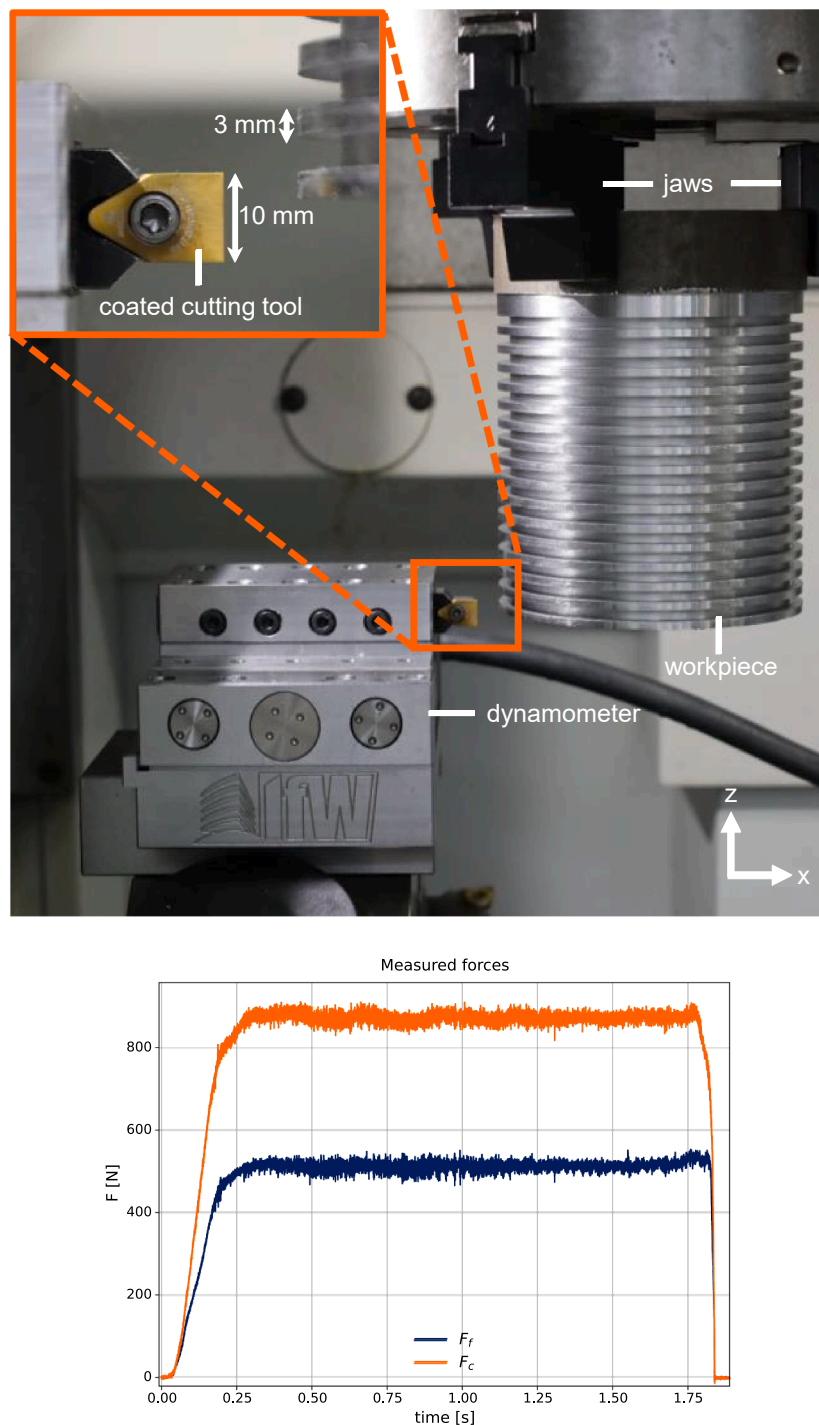 3 mm
jaws
10 mm
coated cutting tool
workpiece
dynamometer
IfW
z
x
Measured forces
800
600
F [N]
400
200
F_f
F_c
0
0.00 0.25 0.50 0.75 1.00 1.25 1.50 1.75
time [s]